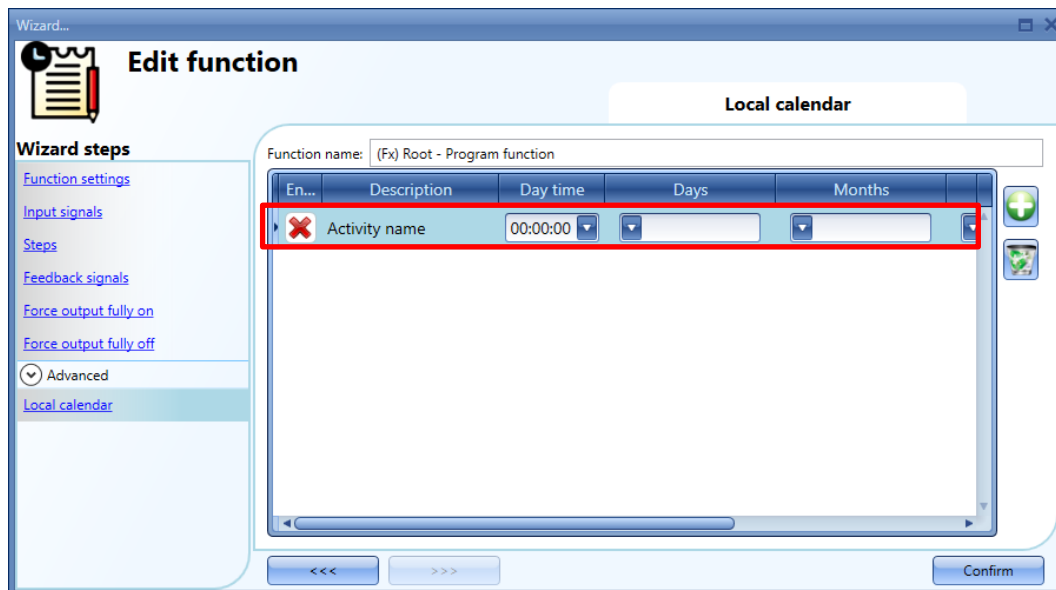 Wizard...
Edit function
Local calendar
Wizard steps
Function settings
Input signals
Steps
Feedback signals
Force output fully on
Force output fully off
Advanced
Local calendar
Function name: (Fx) Root - Program function
En... Description Day time Days Months
Activity name 00:00:00
<<< >>> Confirm